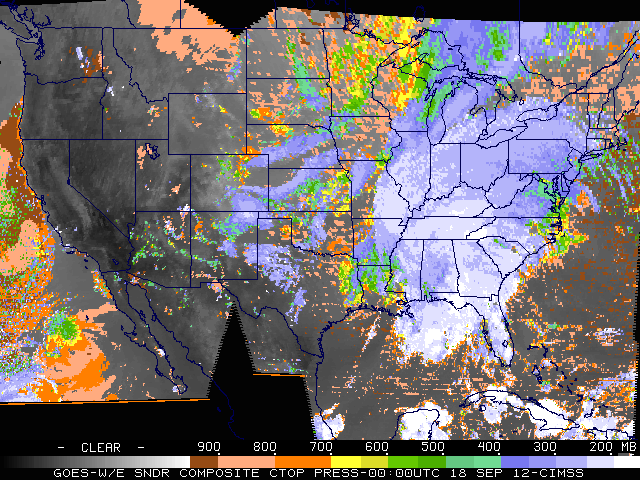 - CLEAR - 900 800 700 600 500 400 300 200 MB
GOES-W/E SNDR COMPOSITE CTOP PRESS-00:00UTC 18 SEP 12-CIMSS